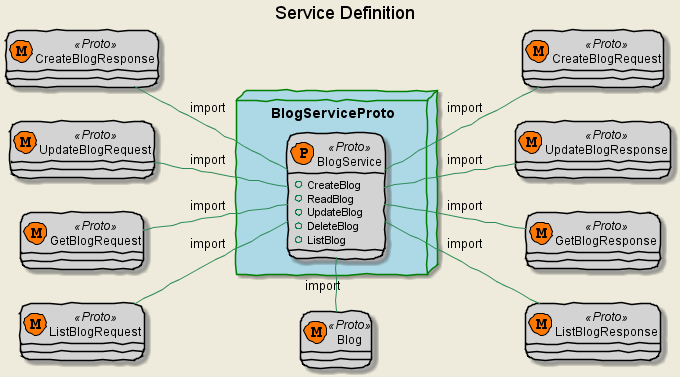 Service Definition
M «Proto» CreateBlogResponse
M «Proto» CreateBlogRequest
import
import
BlogServiceProto
M «Proto» UpdateBlogRequest
P «Proto» BlogService
M «Proto» UpdateBlogResponse
import
import
CreateBlog
ReadBlog
UpdateBlog
DeleteBlog
ListBlog
import
import
M «Proto» GetBlogRequest
M «Proto» GetBlogResponse
import
import
import
M «Proto» ListBlogRequest
M «Proto» Blog
M «Proto» ListBlogResponse